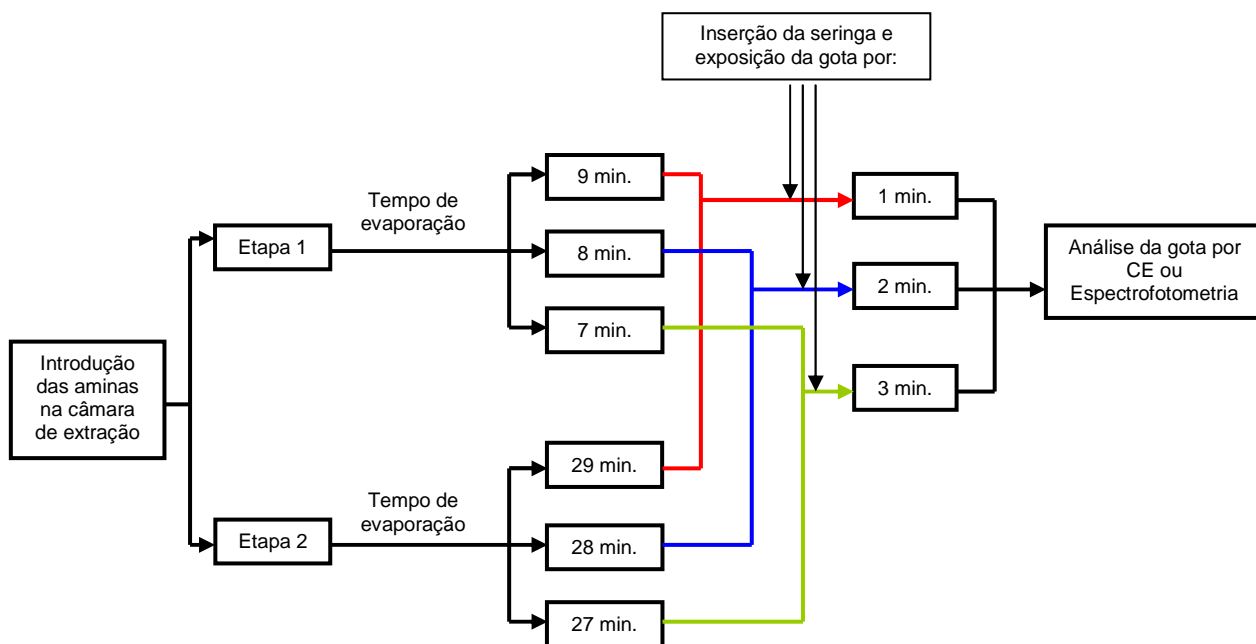 Inserção da seringa e
exposição da gota por:
Introdução
das aminas
na câmara
de extração
Etapa 1
Tempo de
evaporação
9 min.
8 min.
7 min.
Etapa 2
Tempo de
evaporação
29 min.
28 min.
27 min.
1 min.
2 min.
3 min.
Análise da gota por
CE ou
Espectrofotometria